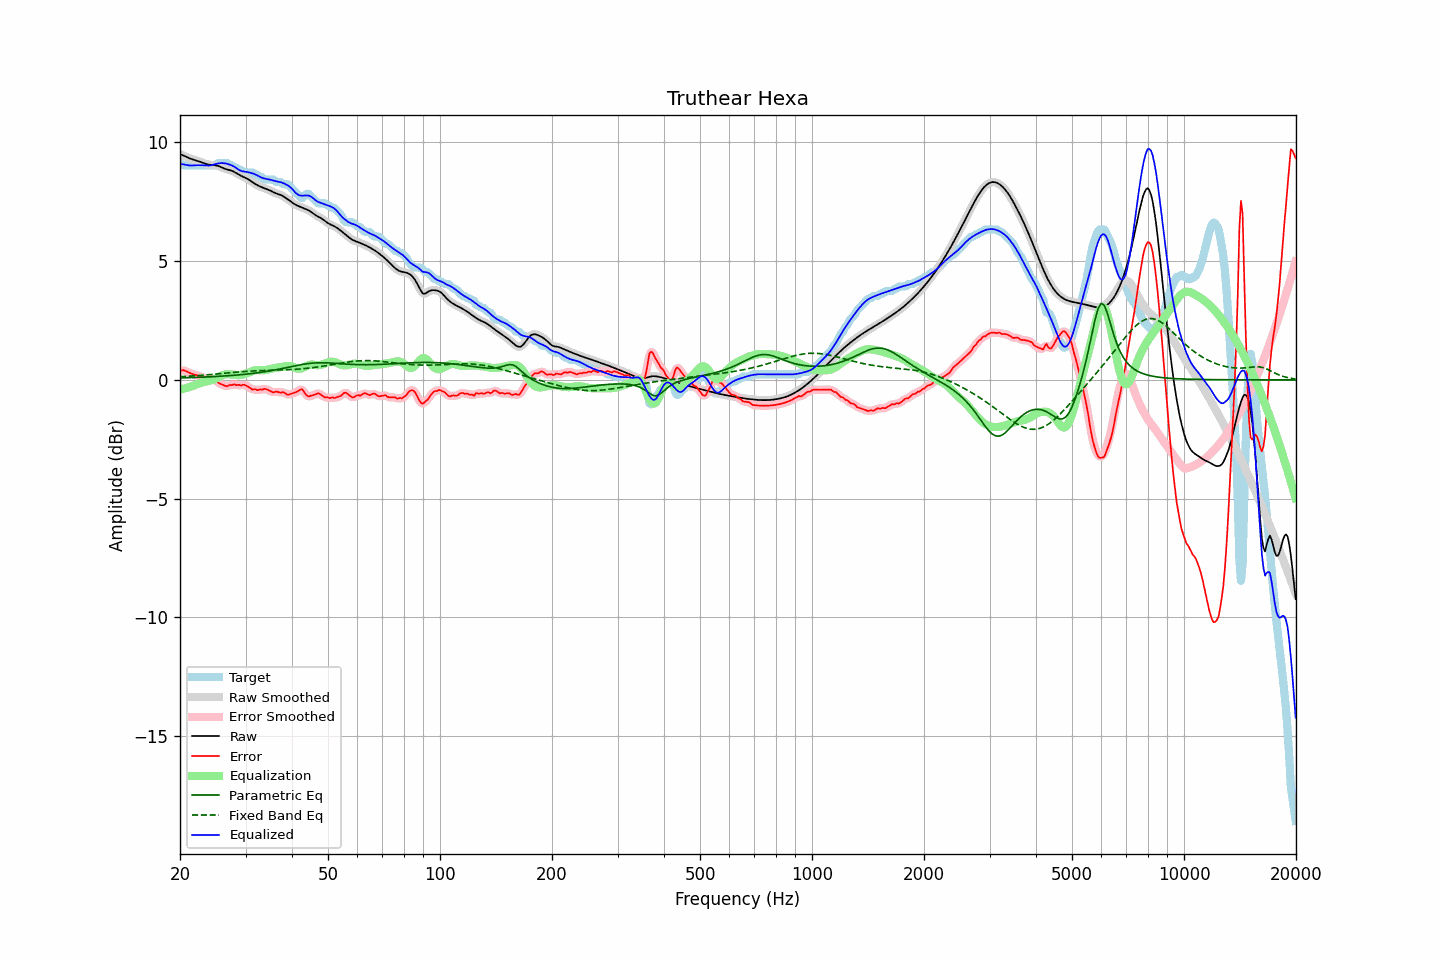 Truthear Hexa
Amplitude (dBr)
10
5
0
−5
−10
−15
Target
Raw Smoothed
Error Smoothed
Raw
Error
Equalization
Parametric Eq
Fixed Band Eq
Equalized
20 50 100 200 500 1000 2000 5000 10000 20000
Frequency (Hz)